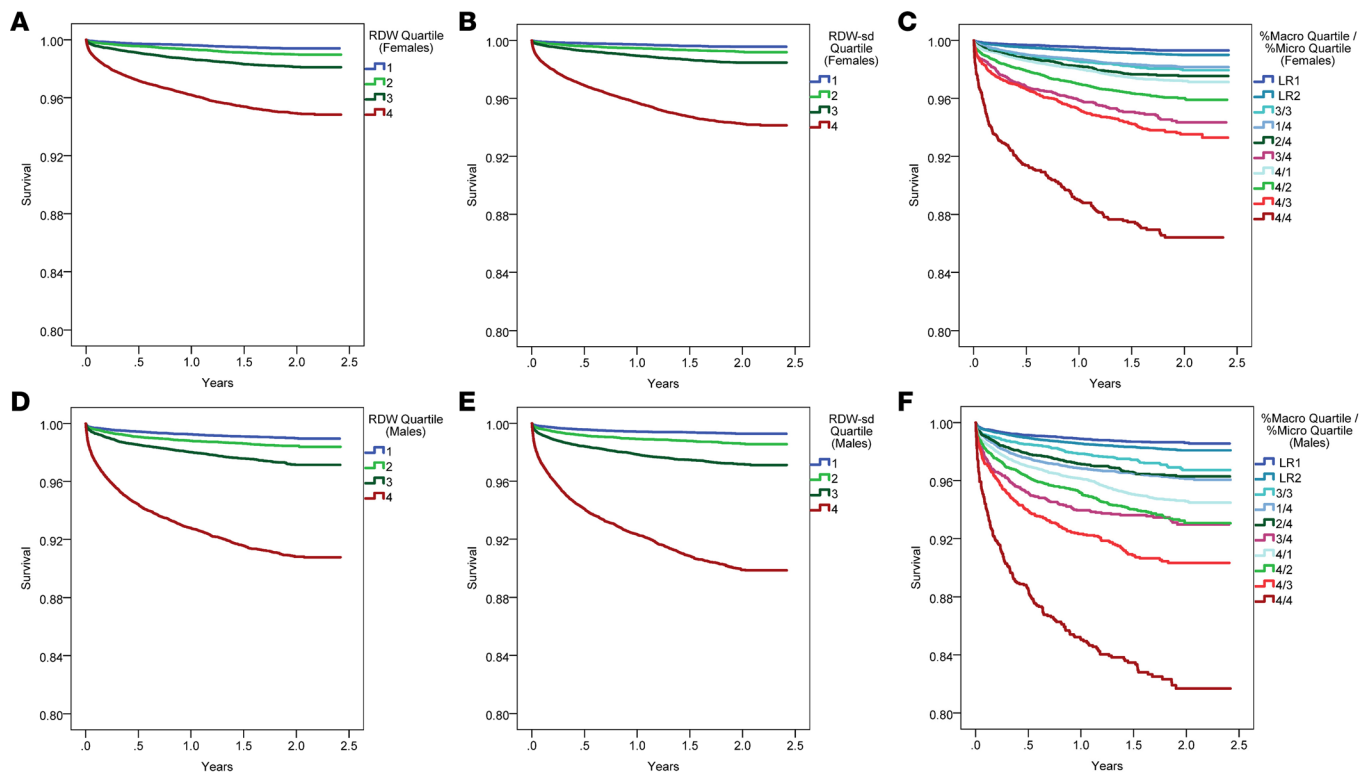 A
RDW Quartile
(Females)
1
2
3
4
1.00
0.96
0.92
0.88
0.84
0.80
Survival
.0 .5 1.0 1.5 2.0 2.5
Years
B
RDW-sd
Quartile
(Females)
1
2
3
4
1.00
0.96
0.92
0.88
0.84
0.80
Survival
.0 .5 1.0 1.5 2.0 2.5
Years
C
%Macro Quartile /
%Micro Quartile
(Females)
LR1
LR2
3/3
1/4
2/4
3/4
4/1
4/2
4/3
4/4
1.00
0.96
0.92
0.88
0.84
0.80
Survival
.0 .5 1.0 1.5 2.0 2.5
Years
D
RDW Quartile
(Males)
1
2
3
4
1.00
0.96
0.92
0.88
0.84
0.80
Survival
.0 .5 1.0 1.5 2.0 2.5
Years
E
RDW-sd
Quartile
(Males)
1
2
3
4
1.00
0.96
0.92
0.88
0.84
0.80
Survival
.0 .5 1.0 1.5 2.0 2.5
Years
F
%Macro Quartile /
%Micro Quartile
(Males)
LR1
LR2
3/3
1/4
2/4
3/4
4/1
4/2
4/3
4/4
1.00
0.96
0.92
0.88
0.84
0.80
Survival
.0 .5 1.0 1.5 2.0 2.5
Years